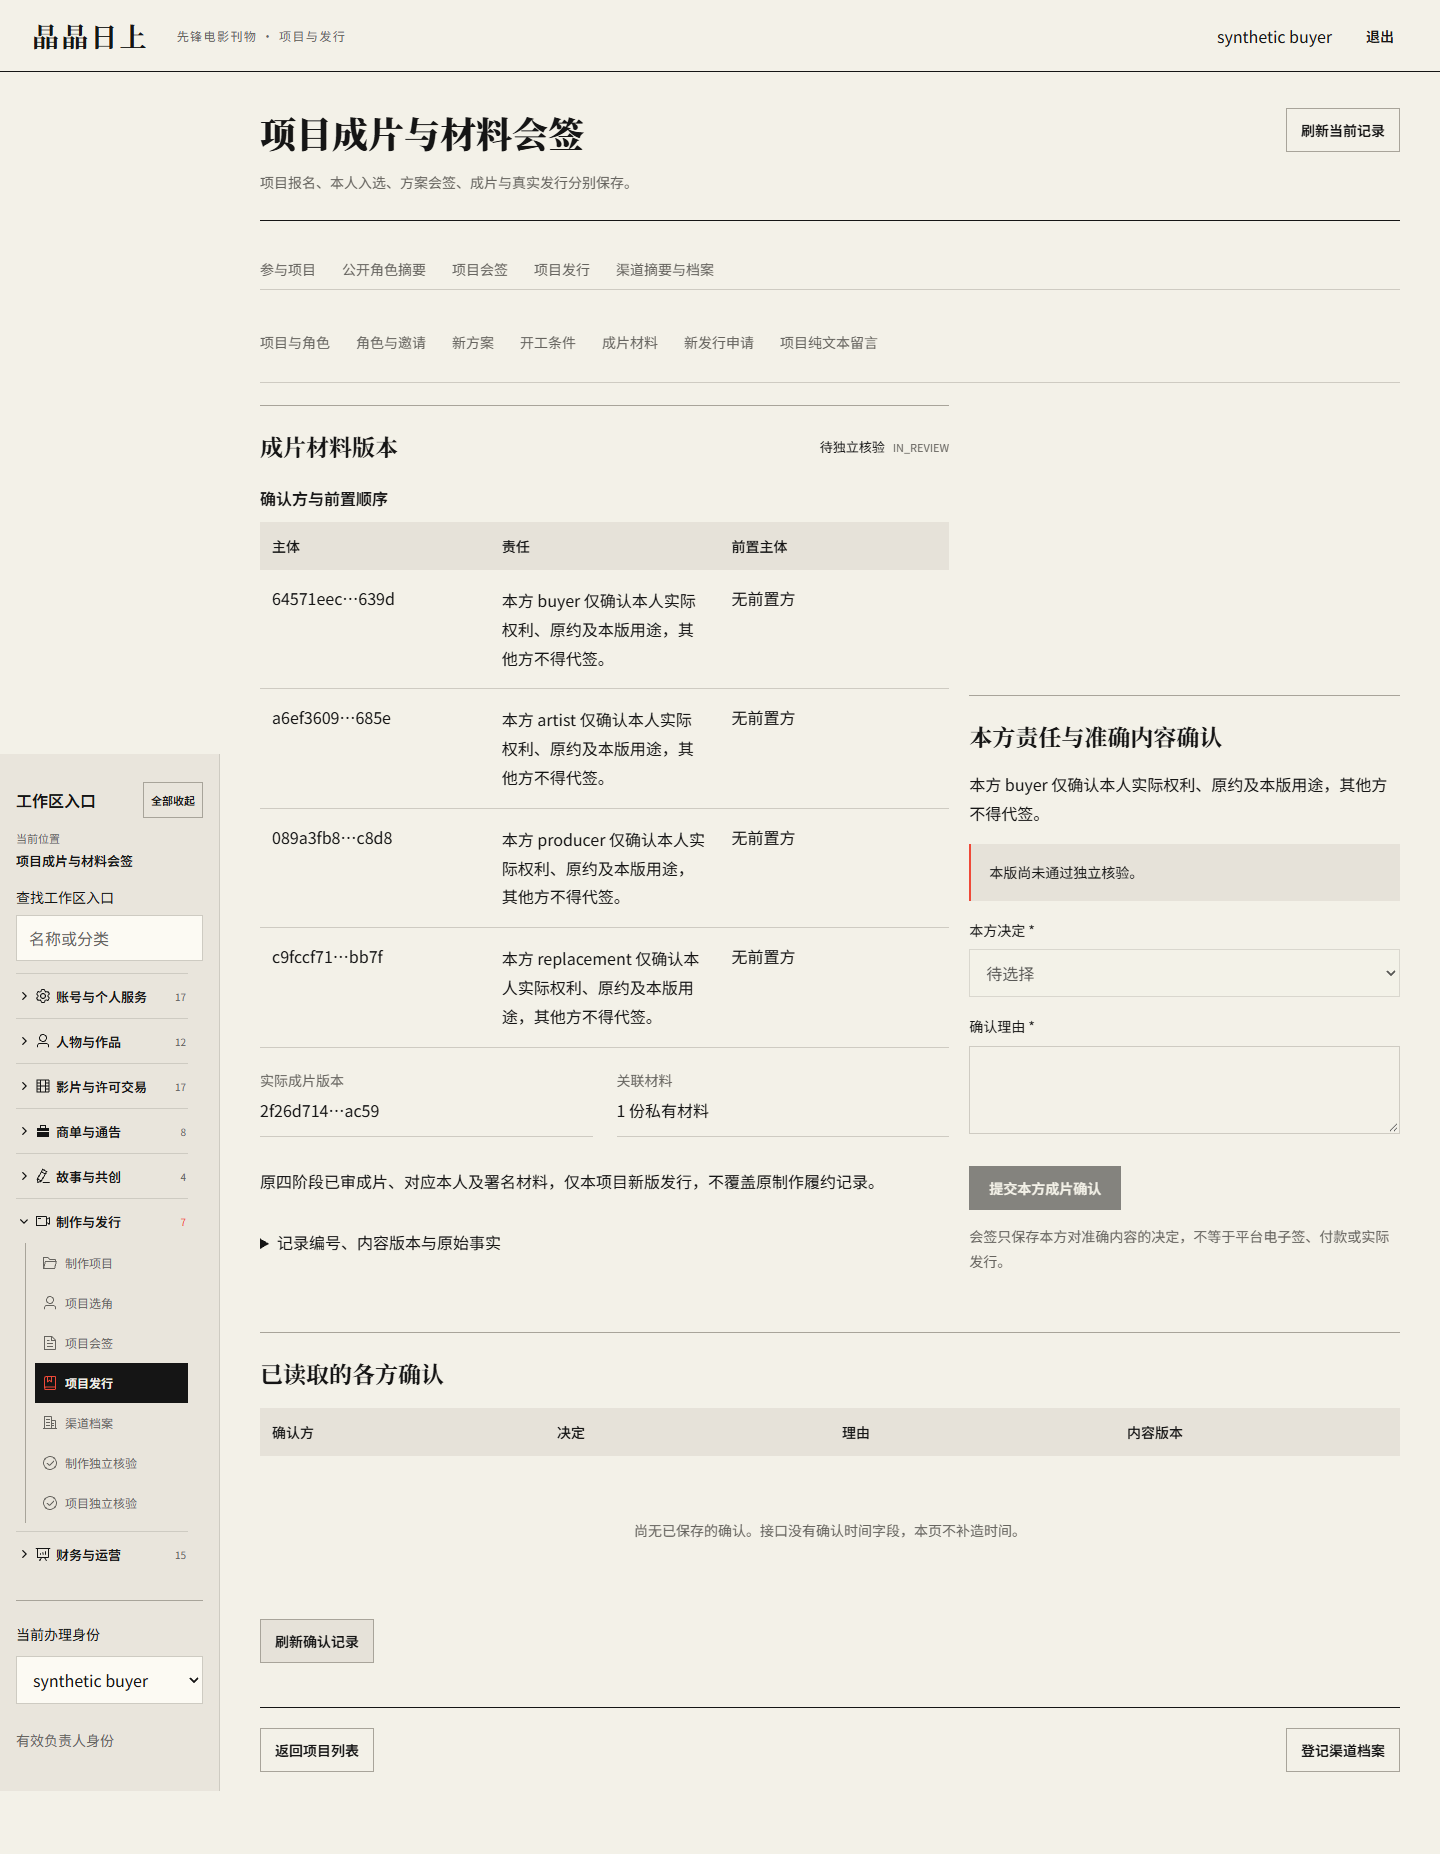 晶晶日上
先锋电影刊物 • 项目与发行
synthetic buyer
退出
项目成片与材料会签
刷新当前记录
项目报名、本人入选、方案会签、成片与真实发行分别保存。
参与项目 公开角色摘要 项目会签 项目发行 渠道摘要与档案
项目与角色 角色与邀请 新方案 开工条件 成片材料 新发行申请 项目纯文本留言
成片材料版本
待独立核验 IN_REVIEW
确认方与前置顺序
主体 责任 前置主体
64571eec…639d
本方 buyer 仅确认本人实际
权利、原约及本版用途，其
他方不得代签。
无前置方
a6ef3609…685e
本方 artist 仅确认本人实际
权利、原约及本版用途，其
他方不得代签。
无前置方
089a3fb8…c8d8
本方 producer 仅确认本人实
际权利、原约及本版用途，
其他方不得代签。
无前置方
c9fccf71…bb7f
本方 replacement 仅确认本
人实际权利、原约及本版用
途，其他方不得代签。
无前置方
实际成片版本
2f26d714…ac59
关联材料
1 份私有材料
原四阶段已审成片、对应本人及署名材料，仅本项目新版发行，不覆盖原制作履约记录。
▶ 记录编号、内容版本与原始事实
本方责任与准确内容确认
本方 buyer 仅确认本人实际权利、原约及本版用途，其他方
不得代签。
本版尚未通过独立核验。
本方决定 *
待选择
确认理由 *
提交本方成片确认
会签只保存本方对准确内容的决定，不等于平台电子签、付款或实际
发行。
已读取的各方确认
确认方 决定 理由 内容版本
尚无已保存的确认。接口没有确认时间字段，本页不补造时间。
刷新确认记录
返回项目列表
登记渠道档案
工作区入口
全部收起
当前位置
项目成片与材料会签
查找工作区入口
名称或分类
账号与个人服务 17
人物与作品 12
影片与许可交易 17
商单与通告 8
故事与共创 4
制作与发行 7
制作项目
项目选角
项目会签
项目发行
渠道档案
制作独立核验
项目独立核验
财务与运营 15
当前办理身份
synthetic buyer
有效负责人身份